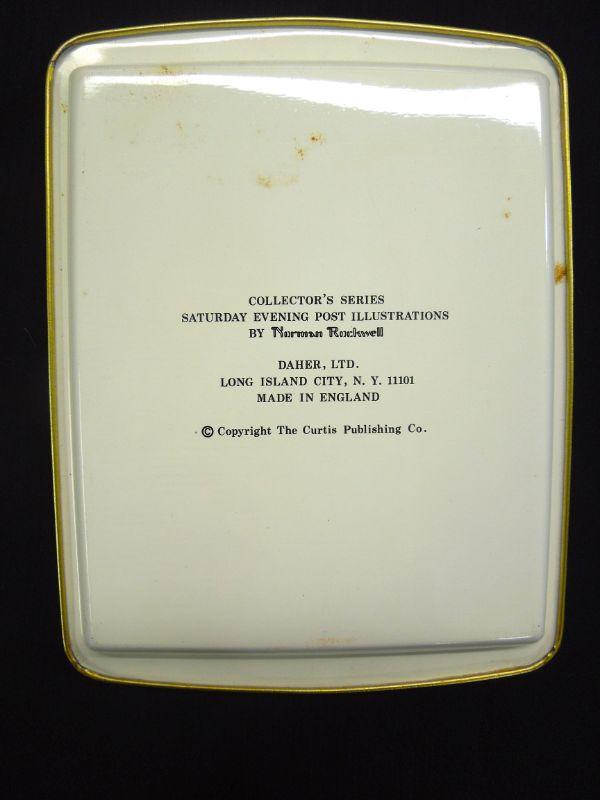 COLLECTOR'S SERIES
SATURDAY EVENING POST ILLUSTRATIONS
BY Norman Rockwell
DAHER, LTD.
LONG ISLAND CITY, N. Y. 11101
MADE IN ENGLAND
© Copyright The Curtis Publishing Co.